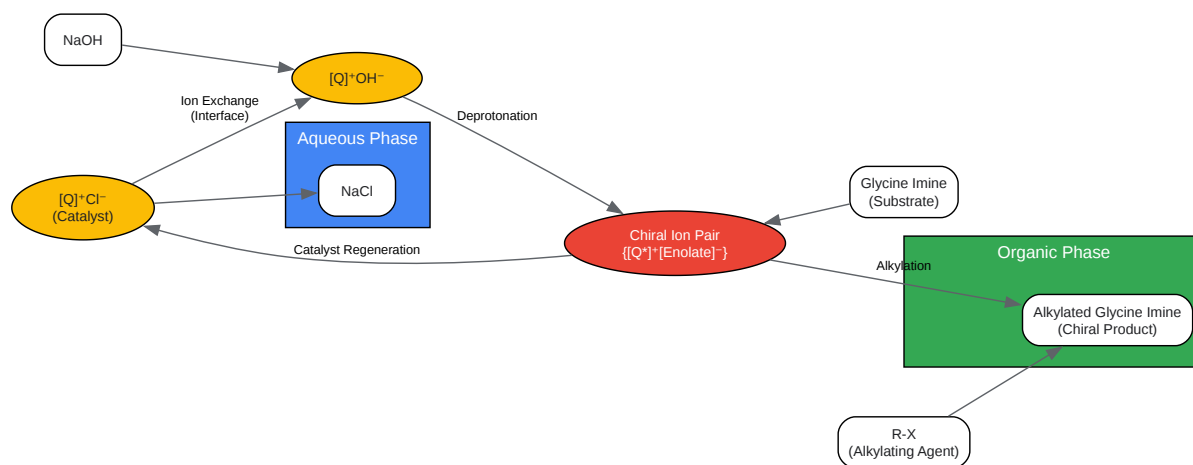 NaOH
[Q]⁺OH⁻
Ion Exchange
(Interface)
Deprotonation
Aqueous Phase
NaCl
[Q]⁺Cl⁻
(Catalyst)
Glycine Imine
(Substrate)
Chiral Ion Pair
{[Q*]⁺[Enolate]⁻}
Catalyst Regeneration
Alkylation
Organic Phase
Alkylated Glycine Imine
(Chiral Product)
R-X
(Alkylating Agent)